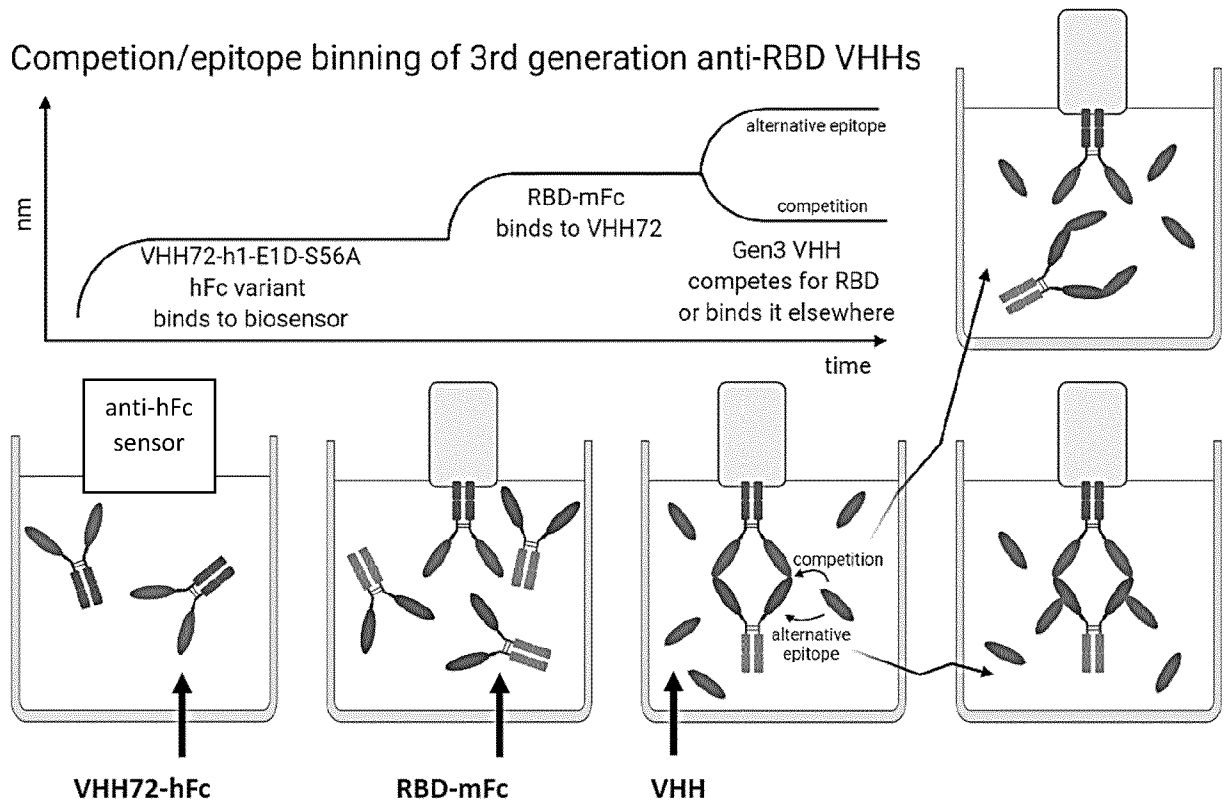 Competion/epitope binning of 3rd generation anti-RBD VHHs
nm
alternative epitope
RBD-mFc
binds to VHH72
competition
VHH72-h1-E1D-S56A
hFc variant
binds to biosensor
Gen3 VHH
competes for RBD
or binds it elsewhere
time
anti-hFc
sensor
competition
alternative
epitope
VHH72-hFc
RBD-mFc
VHH